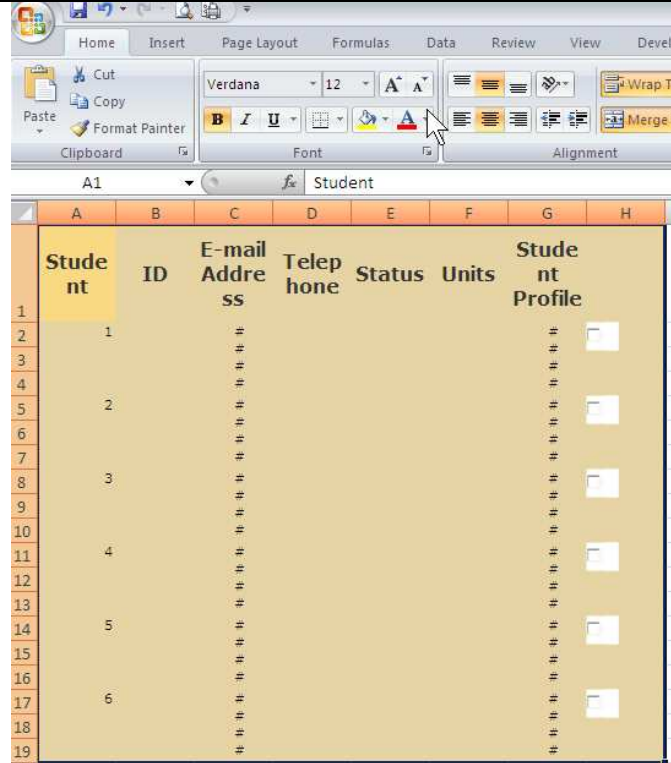 Home Insert Page Layout Formulas Data Review View Devel
Cut Verdana 12 A A Wrap T
Copy
Paste Format Painter B I U A Merge
Clipboard Font Alignment
A1 fx Student
A B C D E F G H
Stude
nt
ID
E-mail
Addre
ss
Telep
hone
Status
Units
Stude
nt
Profile
1
2 1 # #
# #
3 # #
4 # #
5 2 # #
# #
6 # #
7 # #
8 3 # #
# #
9 # #
10 # #
11 4 # #
# #
12 # #
13 # #
14 5 # #
# #
15 # #
16 # #
17 6 # #
# #
18 # #
19 # #